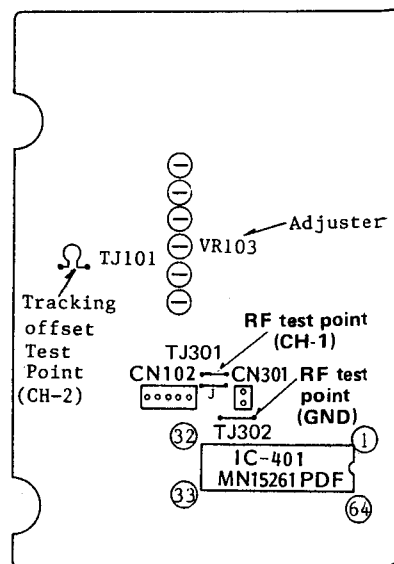 Adjuster
VR103
TJ101
Tracking
offset
Test
Point
(CH-2)
RF test point
(CH-1)
TJ301
CN102
J
CN301
RF test
point
(GND)
TJ302
32
1
IC-401
MN15261PDF
33
64